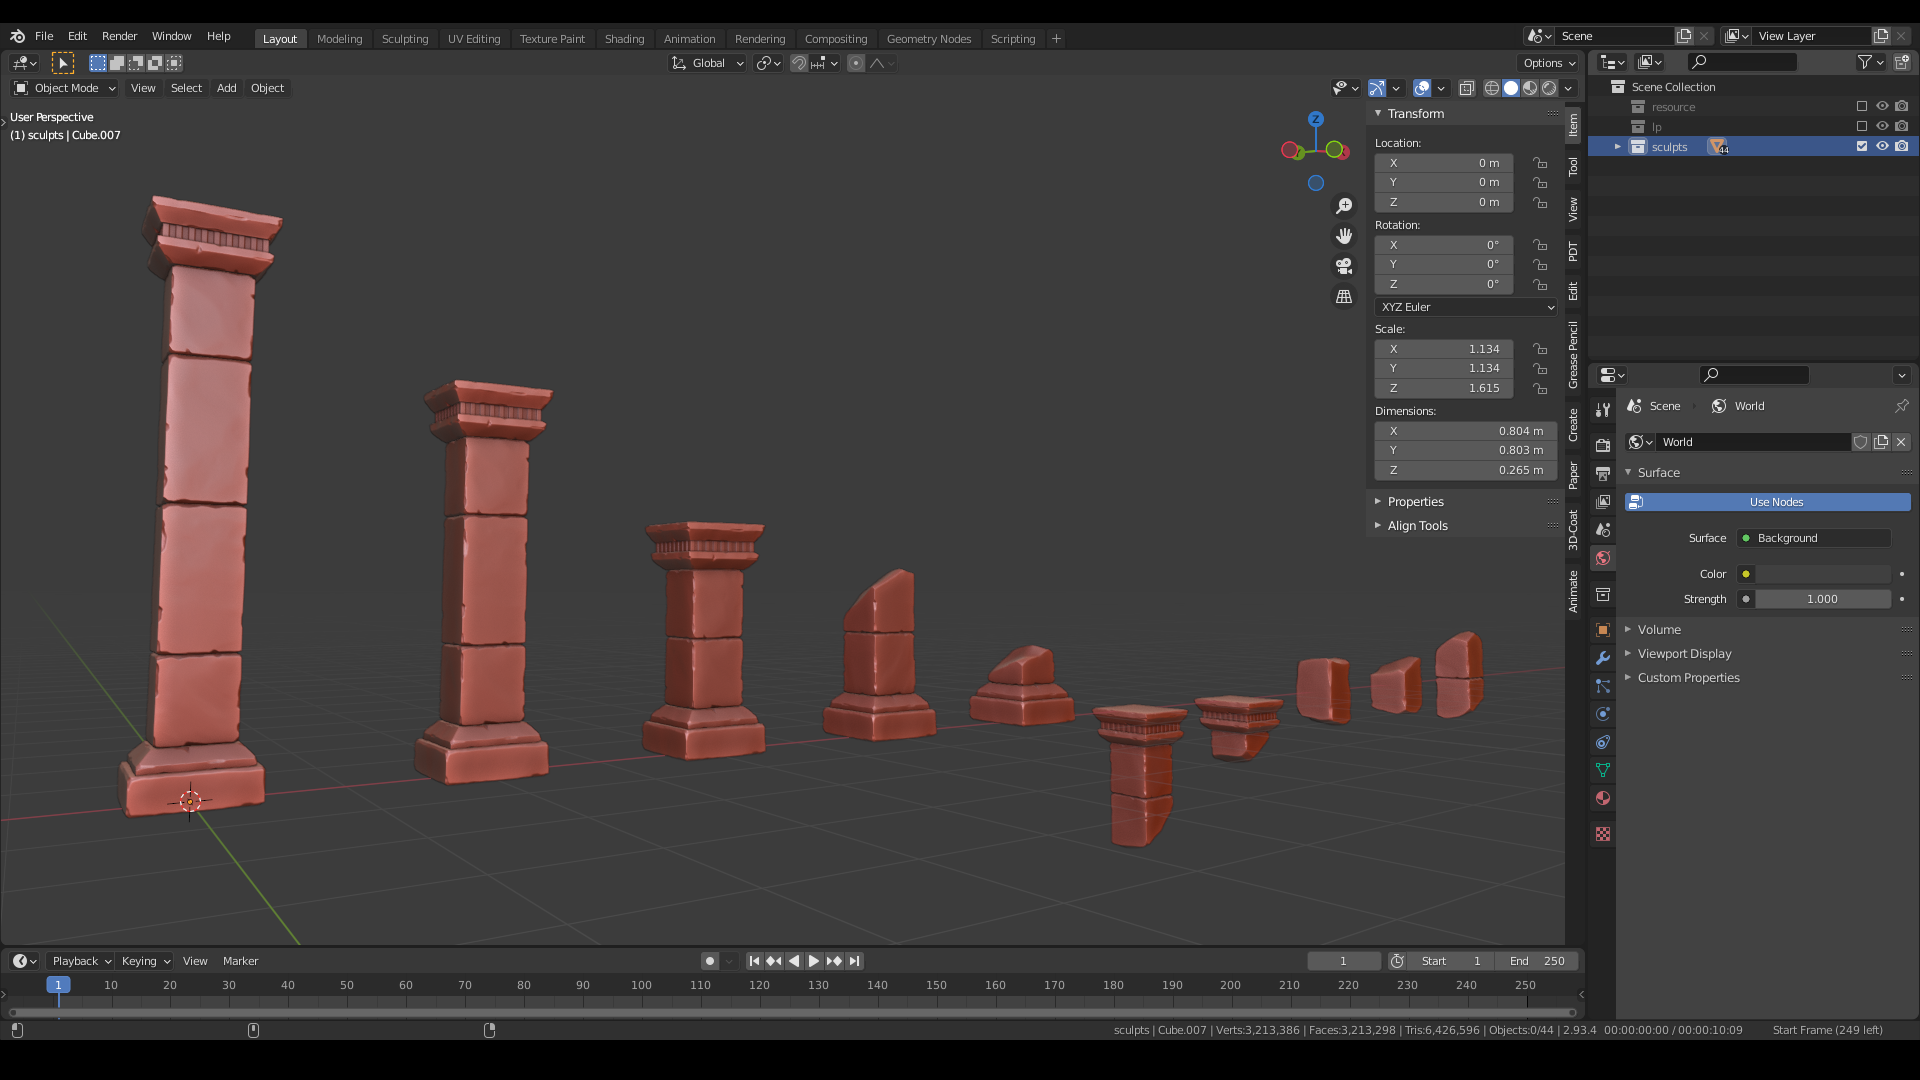 File Edit Render Window Help
Layout Modeling Sculpting UV Editing Texture Paint Shading Animation Rendering Compositing Geometry Nodes Scripting +
Scene
View Layer
Global
Options
Object Mode View Select Add Object
User Perspective
(1) sculpts | Cube.007
Z
Transform
Location:
X 0 m
Y 0 m
Z 0 m
Rotation:
X 0°
Y 0°
Z 0°
XYZ Euler
Scale:
X 1.134
Y 1.134
Z 1.615
Dimensions:
X 0.804 m
Y 0.803 m
Z 0.265 m
Properties
Align Tools
Item
Tool
View
PDT
Edit
Grease Pencil
Create
Paper
3D-Coat
Animate
Scene Collection
resource
lp
sculpts 44
Scene World
World
Surface
Use Nodes
Surface Background
Color
Strength 1.000
Volume
Viewport Display
Custom Properties
Playback Keying View Marker
1
Start 1
End 250
1 10 20 30 40 50 60 70 80 90 100 110 120 130 140 150 160 170 180 190 200 210 220 230 240 250
sculpts | Cube.007 | Verts:3,213,386 | Faces:3,213,298 | Tris:6,426,596 | Objects:0/44 | 2.93.4 00:00:00:00 / 00:00:10:09 Start Frame (249 left)